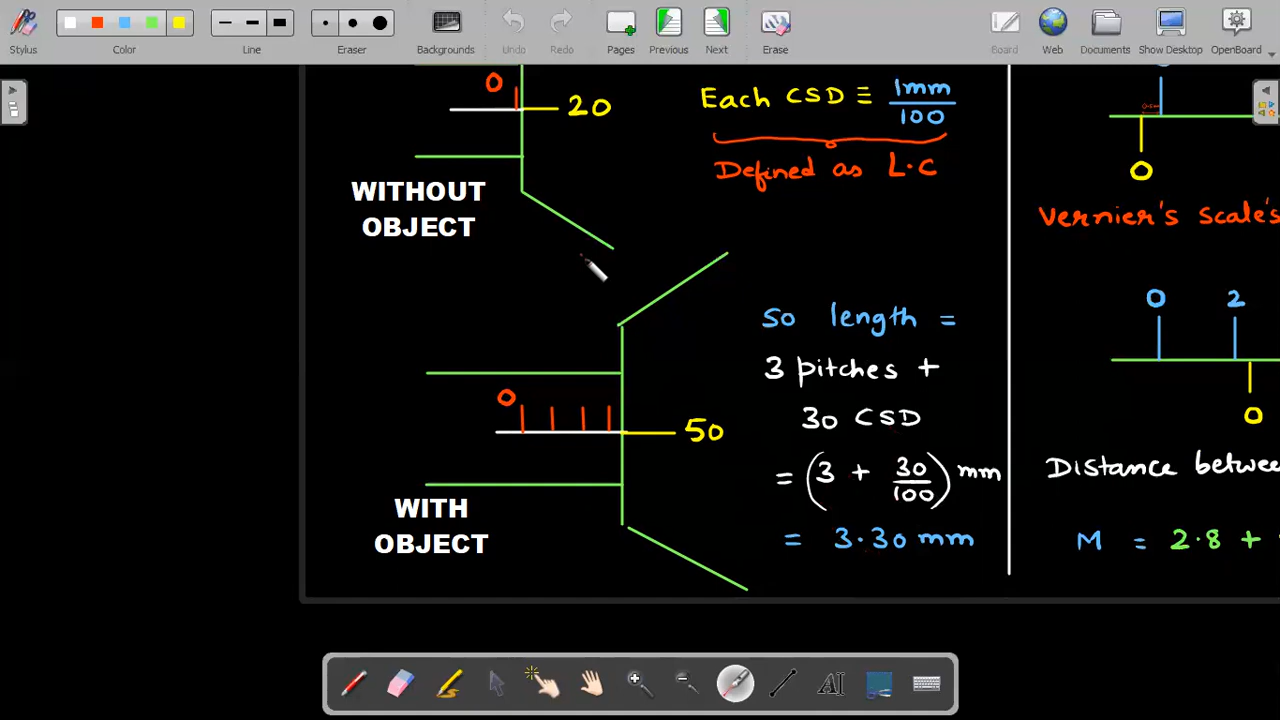 Stylus
Color
Line
Eraser
Backgrounds
Undo
Redo
Pages
Previous
Next
Erase
Board
Web
Documents
Show Desktop
OpenBoard
0
20
WITHOUT
OBJECT
Each CSD ≡ 1mm
100
Defined as L.C
0
Vernier's Scale's
0
50
WITH
OBJECT
So length =
3 pitches +
30 CSD
= (3 + 30/100) mm
= 3.30 mm
0 2
0
Distance betwee
M = 2.8 +
AI